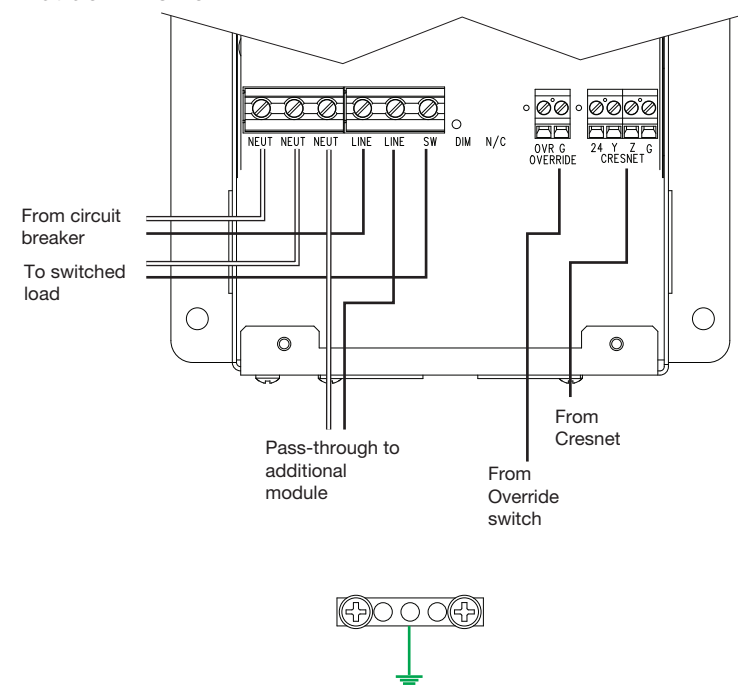 NEUT NEUT NEUT LINE LINE SW DIM N/C
OVR G
OVERRIDE
24 Y Z G
CRESNET
From circuit
breaker
To switched
load
Pass-through to
additional
module
From
Override
switch
From
Cresnet